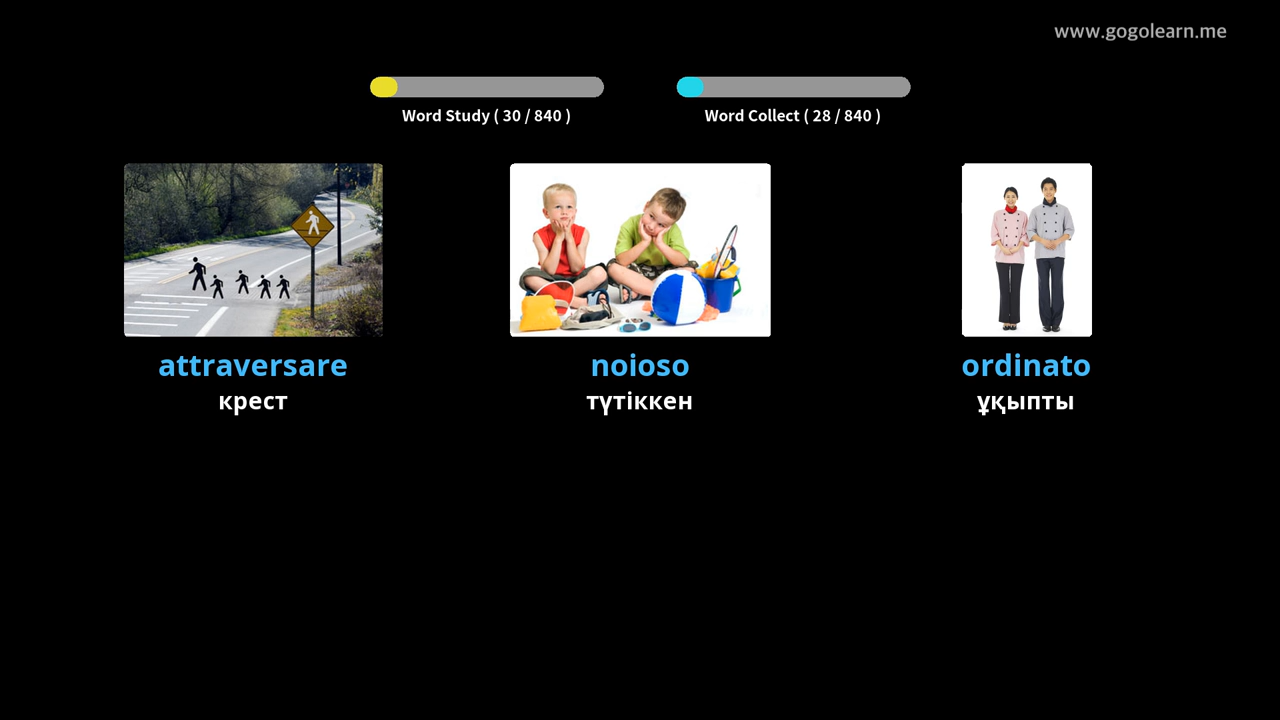 www.gogolearn.me
Word Study ( 30 / 840 )
Word Collect ( 28 / 840 )
attraversare
крест
noioso
түтіккен
ordinato
ұқыпты